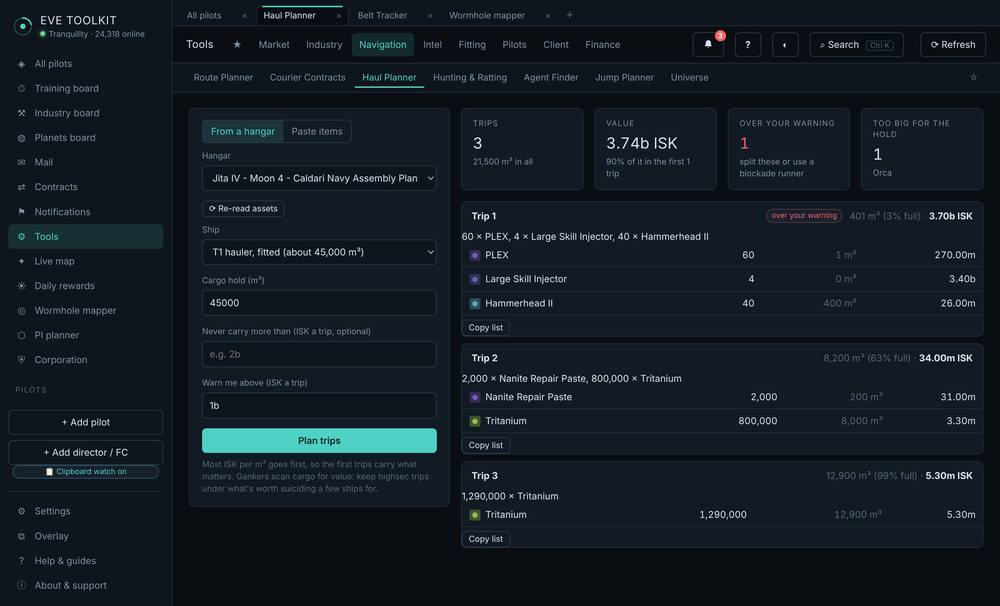 EVE TOOLKIT
Tranquility · 24,318 online
All pilots
Training board
Industry board
Planets board
Mail
Contracts
Notifications
Tools
Live map
Daily rewards
Wormhole mapper
PI planner
Corporation
PILOTS
+ Add pilot
+ Add director / FC
📋 Clipboard watch on
Settings
Overlay
? Help & guides
About & support
All pilots ×
Haul Planner ×
Belt Tracker ×
Wormhole mapper ×
+
Tools ★ Market Industry Navigation Intel Fitting Pilots Client Finance
3
?
Search Ctrl K
⟳ Refresh
Route Planner Courier Contracts Haul Planner Hunting & Ratting Agent Finder Jump Planner Universe ☆
From a hangar Paste items
Hangar
Jita IV - Moon 4 - Caldari Navy Assembly Plan
⟳ Re-read assets
Ship
T1 hauler, fitted (about 45,000 m³)
Cargo hold (m³)
45000
Never carry more than (ISK a trip, optional)
e.g. 2b
Warn me above (ISK a trip)
1b
Plan trips
Most ISK per m³ goes first, so the first trips carry what
matters. Gankers scan cargo for value: keep highsec trips
under what's worth suiciding a few ships for.
TRIPS
3
21,500 m³ in all
VALUE
3.74b ISK
90% of it in the first 1
trip
OVER YOUR WARNING
1
split these or use a
blockade runner
TOO BIG FOR THE
HOLD
1
Orca
Trip 1 over your warning 401 m³ (3% full) · 3.70b ISK
60 × PLEX, 4 × Large Skill Injector, 40 × Hammerhead II
PLEX 60 1 m³ 270.00m
Large Skill Injector 4 0 m³ 3.40b
Hammerhead II 40 400 m³ 26.00m
Copy list
Trip 2 8,200 m³ (63% full) · 34.00m ISK
2,000 × Nanite Repair Paste, 800,000 × Tritanium
Nanite Repair Paste 2,000 200 m³ 31.00m
Tritanium 800,000 8,000 m³ 3.30m
Copy list
Trip 3 12,900 m³ (99% full) · 5.30m ISK
1,290,000 × Tritanium
Tritanium 1,290,000 12,900 m³ 5.30m
Copy list